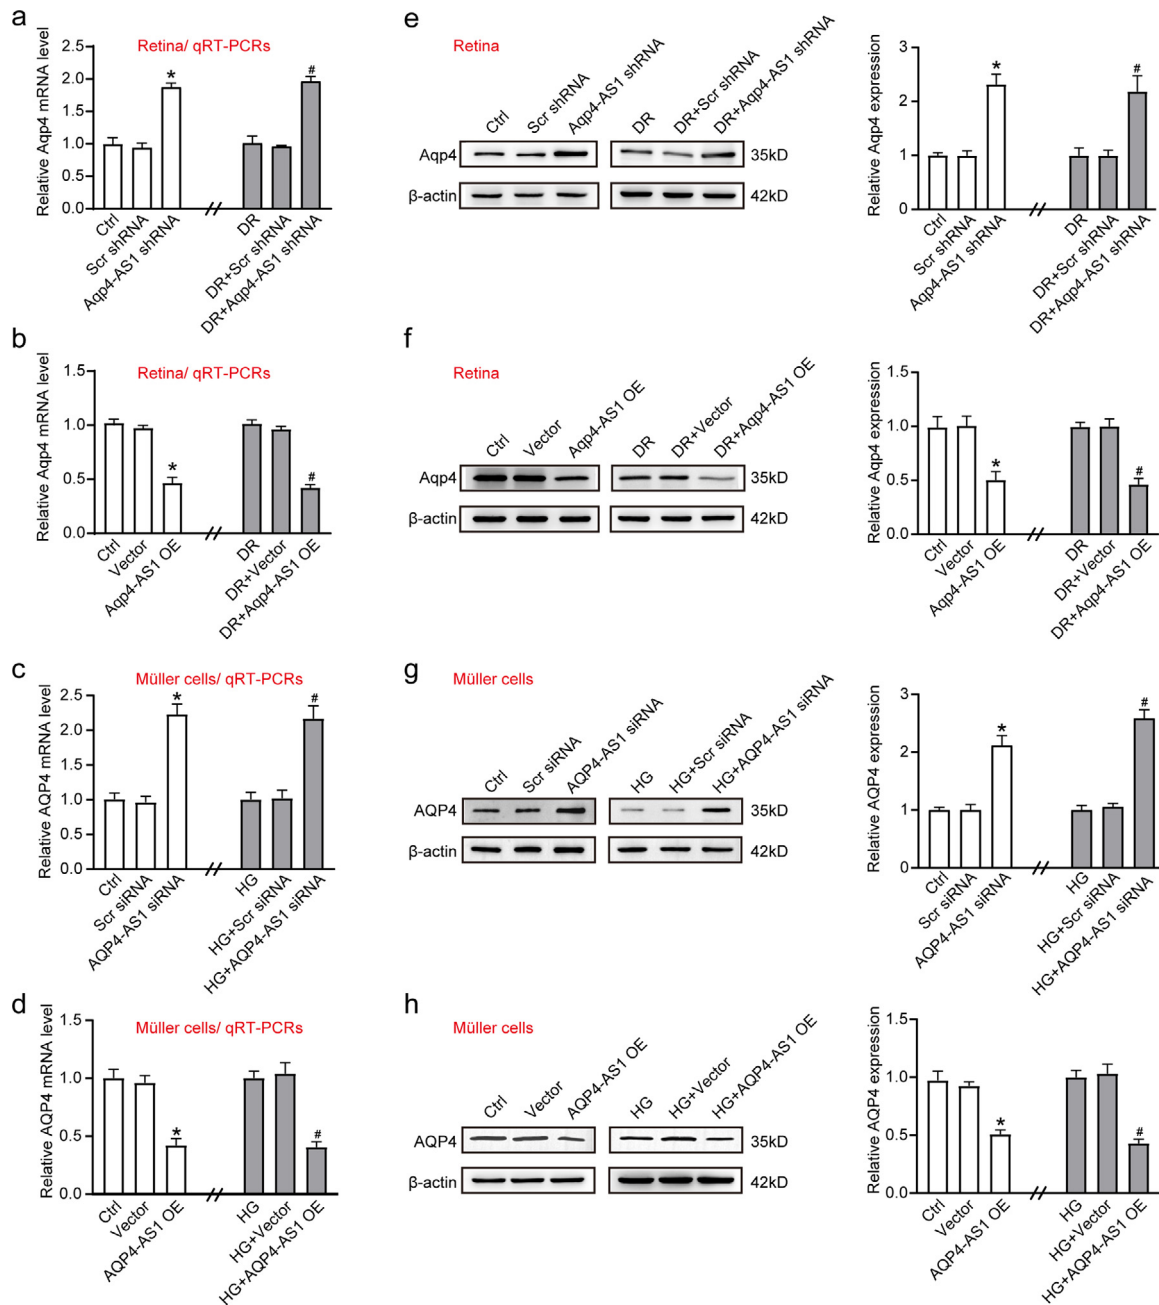 a
Retina/ qRT-PCRs
Relative Aqp4 mRNA level
2.5
2.0
1.5
1.0
0.5
0.0
*
#
Ctrl
Scr shRNA
Aqp4-AS1 shRNA
DR
DR+Scr shRNA
DR+Aqp4-AS1 shRNA
e
Retina
Ctrl
Scr shRNA
Aqp4-AS1 shRNA
DR
DR+Scr shRNA
DR+Aqp4-AS1 shRNA
Aqp4
35kD
β-actin
42kD
Relative Aqp4 expression
3
2
1
0
*
#
Ctrl
Scr shRNA
Aqp4-AS1 shRNA
DR
DR+Scr shRNA
DR+Aqp4-AS1 shRNA
b
Retina/ qRT-PCRs
Relative Aqp4 mRNA level
1.5
1.0
0.5
0.0
*
#
Ctrl
Vector
Aqp4-AS1 OE
DR
DR+Vector
DR+Aqp4-AS1 OE
f
Retina
Ctrl
Vector
Aqp4-AS1 OE
DR
DR+Vector
DR+Aqp4-AS1 OE
Aqp4
35kD
β-actin
42kD
Relative Aqp4 expression
1.5
1.0
0.5
0.0
*
#
Ctrl
Vector
Aqp4-AS1 OE
DR
DR+Vector
DR+Aqp4-AS1 OE
c
Müller cells/ qRT-PCRs
Relative AQP4 mRNA level
2.5
2.0
1.5
1.0
0.5
0.0
*
#
Ctrl
Scr siRNA
AQP4-AS1 siRNA
HG
HG+Scr siRNA
HG+AQP4-AS1 siRNA
g
Müller cells
Ctrl
Scr siRNA
AQP4-AS1 siRNA
HG
HG+Scr siRNA
HG+AQP4-AS1 siRNA
AQP4
35kD
β-actin
42kD
Relative AQP4 expression
3
2
1
0
*
#
Ctrl
Scr siRNA
AQP4-AS1 siRNA
HG
HG+Scr siRNA
HG+AQP4-AS1 siRNA
d
Müller cells/ qRT-PCRs
Relative AQP4 mRNA level
1.5
1.0
0.5
0.0
*
#
Ctrl
Vector
AQP4-AS1 OE
HG
HG+Vector
HG+AQP4-AS1 OE
h
Müller cells
Ctrl
Vector
AQP4-AS1 OE
HG
HG+Vector
HG+AQP4-AS1 OE
AQP4
35kD
β-actin
42kD
Relative AQP4 expression
1.5
1.0
0.5
0.0
*
#
Ctrl
Vector
AQP4-AS1 OE
HG
HG+Vector
HG+AQP4-AS1 OE